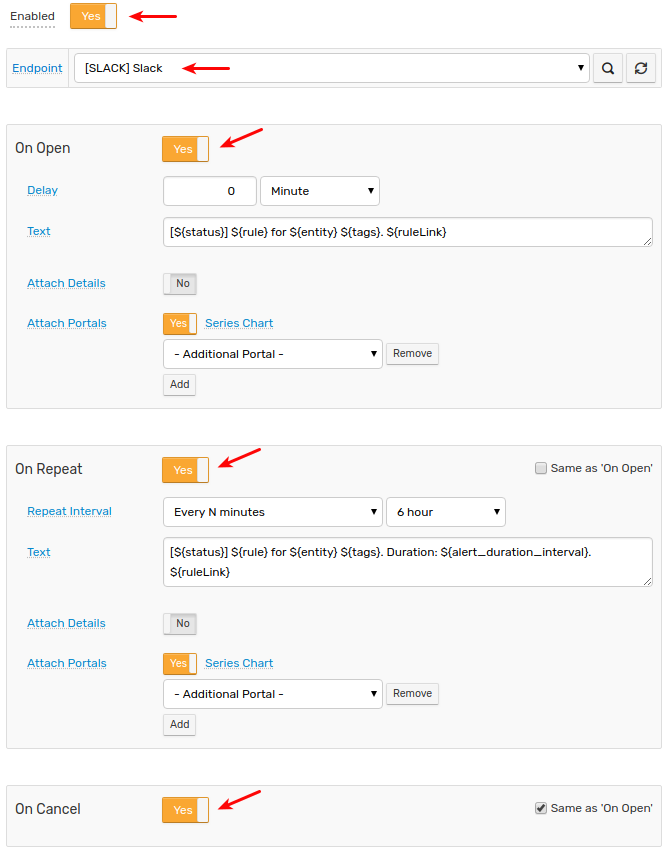 Enabled Yes
Endpoint [SLACK] Slack
On Open Yes
Delay 0 Minute
Text [${status}] ${rule} for ${entity} ${tags}. ${ruleLink}
Attach Details No
Attach Portals Yes Series Chart
- Additional Portal - Remove
Add
On Repeat Yes Same as 'On Open'
Repeat Interval Every N minutes 6 hour
Text [${status}] ${rule} for ${entity} ${tags}. Duration: ${alert_duration_interval}.
${ruleLink}
Attach Details No
Attach Portals Yes Series Chart
- Additional Portal - Remove
Add
On Cancel Yes Same as 'On Open'